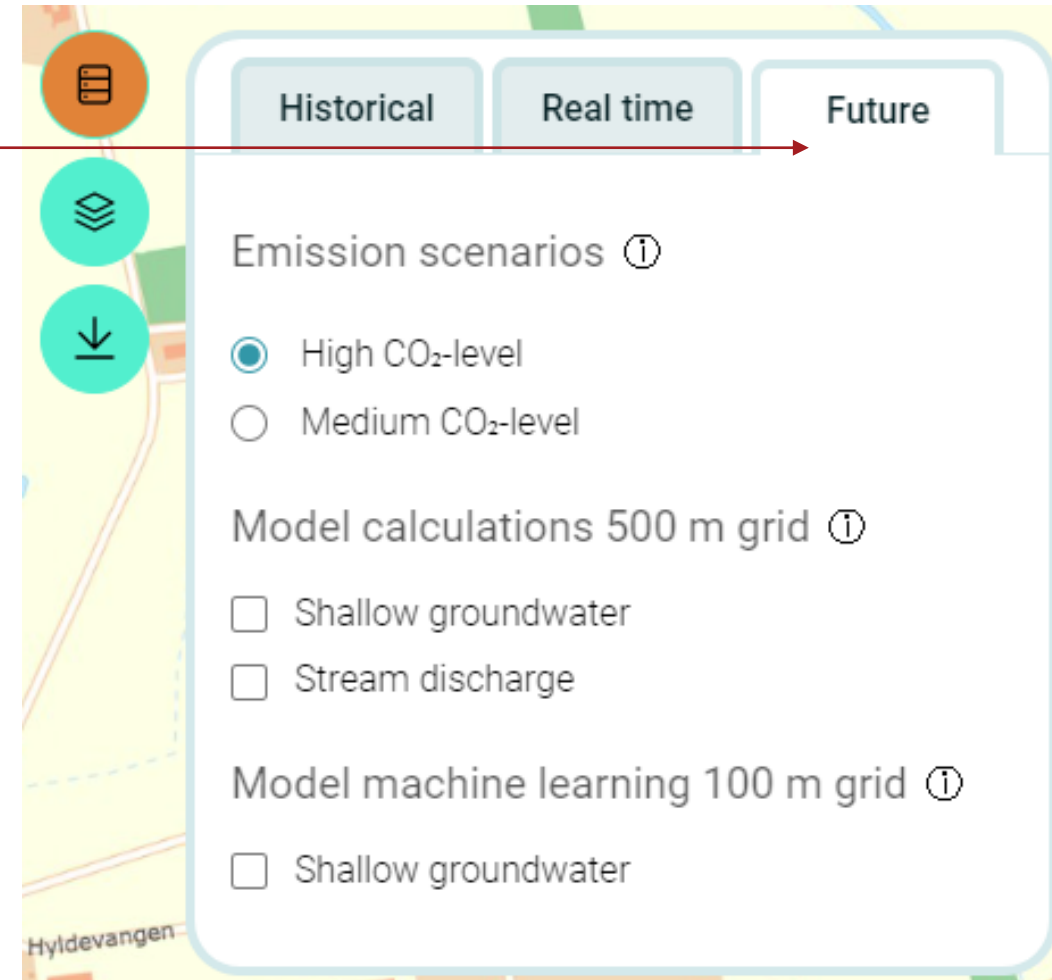 Historical Real time Future
Emission scenarios
High CO₂-level
Medium CO₂-level
Model calculations 500 m grid
Shallow groundwater
Stream discharge
Model machine learning 100 m grid
Shallow groundwater
Hyldevangen